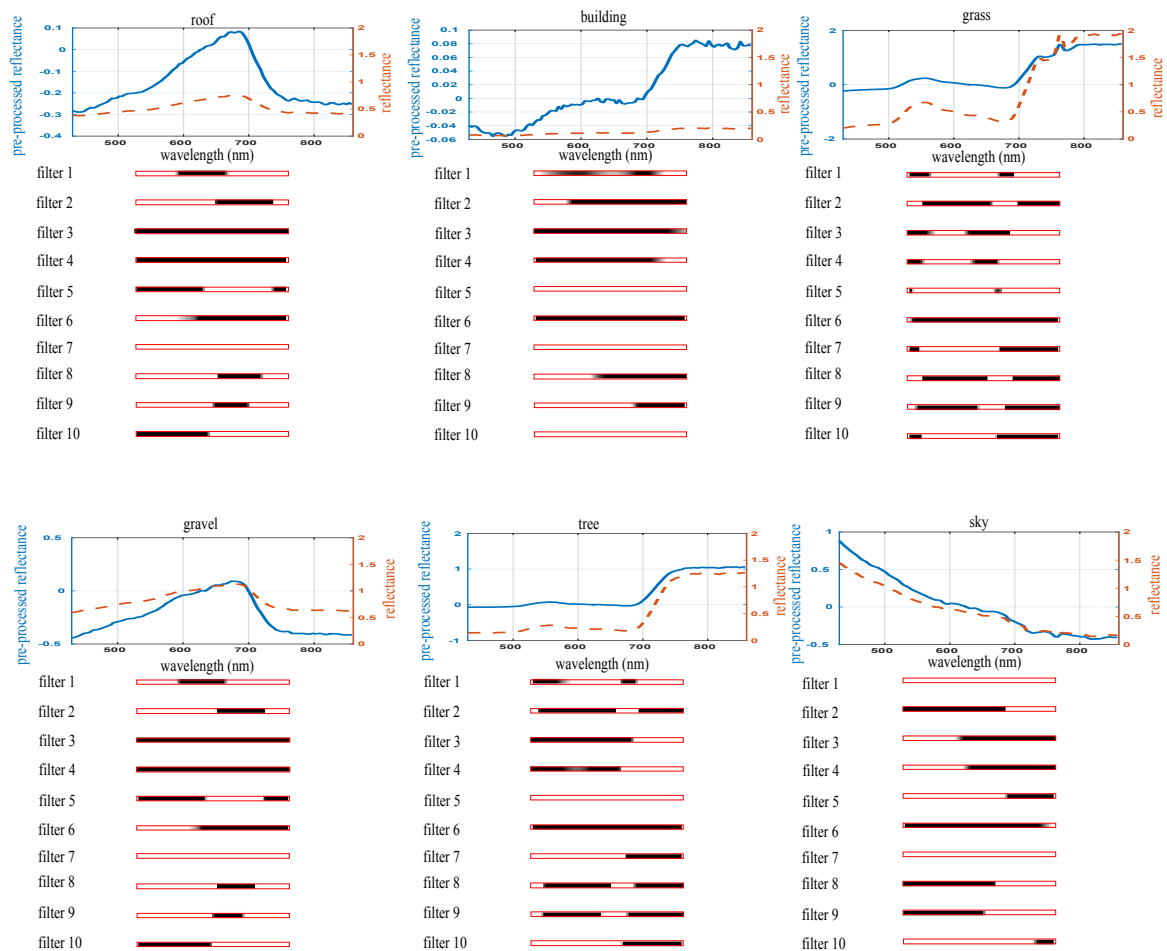 roof
pre-processed reflectance
0.1
0
-0.1
-0.2
-0.3
-0.4
2
1.5
1
0.5
0
reflectance
500
600
700
800
wavelength (nm)
filter 1
filter 2
filter 3
filter 4
filter 5
filter 6
filter 7
filter 8
filter 9
filter 10
building
pre-processed reflectance
0.1
0.08
0.06
0.04
0.02
0
-0.02
-0.04
-0.06
2
1.5
1
0.5
0
reflectance
500
600
700
800
wavelength (nm)
filter 1
filter 2
filter 3
filter 4
filter 5
filter 6
filter 7
filter 8
filter 9
filter 10
grass
pre-processed reflectance
2
0
-2
2
1.5
1
0.5
0
reflectance
500
600
700
800
wavelength (nm)
filter 1
filter 2
filter 3
filter 4
filter 5
filter 6
filter 7
filter 8
filter 9
filter 10
gravel
pre-processed reflectance
0.5
0
-0.5
2
1.5
1
0.5
0
reflectance
500
600
700
800
wavelength (nm)
filter 1
filter 2
filter 3
filter 4
filter 5
filter 6
filter 7
filter 8
filter 9
filter 10
tree
pre-processed reflectance
2
1
0
-1
2
1.5
1
0.5
0
reflectance
500
600
700
800
wavelength (nm)
filter 1
filter 2
filter 3
filter 4
filter 5
filter 6
filter 7
filter 8
filter 9
filter 10
sky
pre-processed reflectance
1
0.5
0
-0.5
2
1.5
1
0.5
0
reflectance
500
600
700
800
wavelength (nm)
filter 1
filter 2
filter 3
filter 4
filter 5
filter 6
filter 7
filter 8
filter 9
filter 10